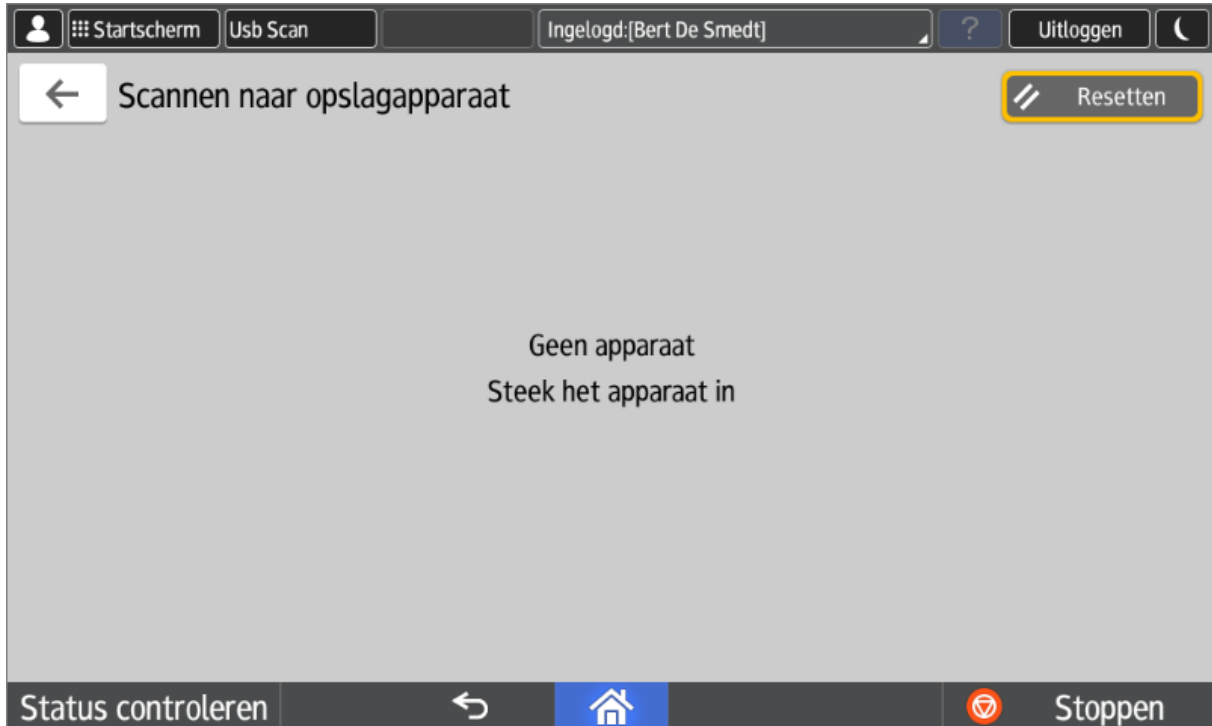 Startscherm
Usb Scan
Ingelogd:[Bert De Smedt]
?
Uitloggen
Scannen naar opslagapparaat
Resetten
Geen apparaat
Steek het apparaat in
Status controleren
Stoppen